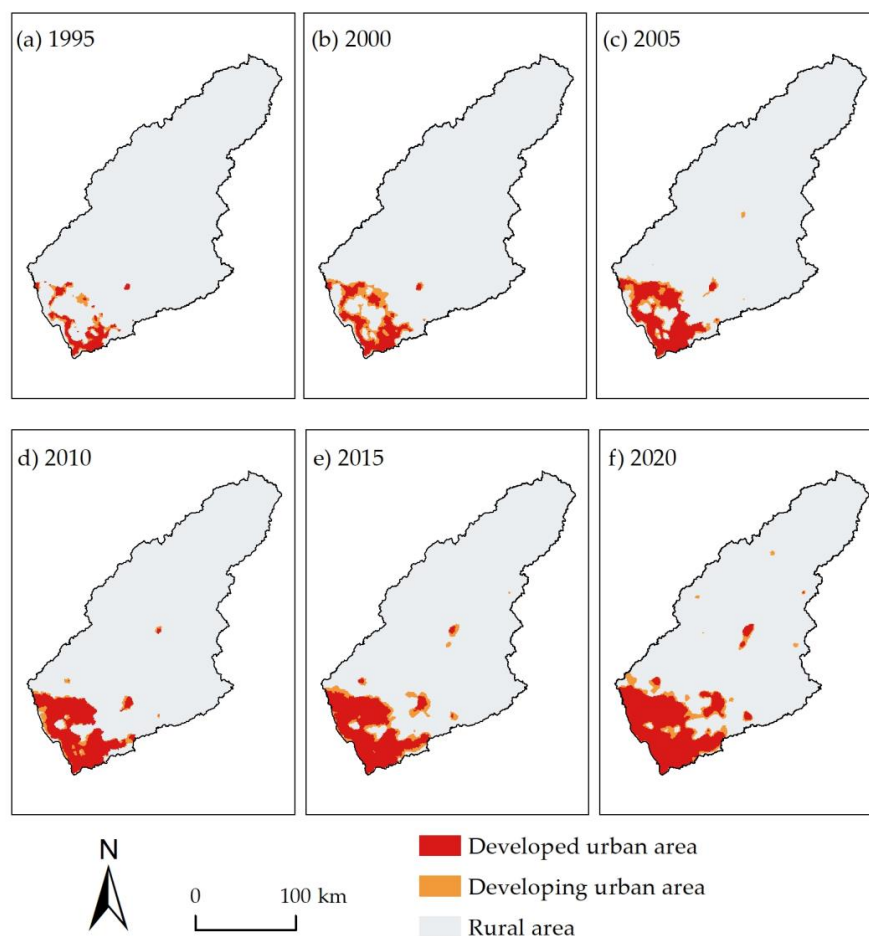 (a) 1995
(b) 2000
(c) 2005
d) 2010
e) 2015
f) 2020
N
0 100 km
Developed urban area
Developing urban area
Rural area